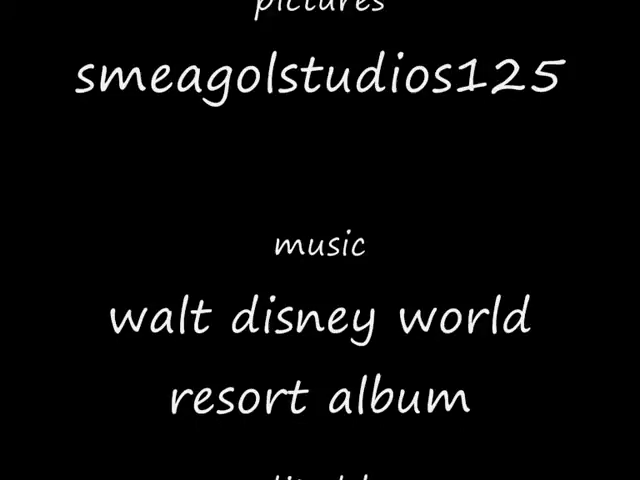 pictures
smeagolstudios125
music
walt disney world
resort album